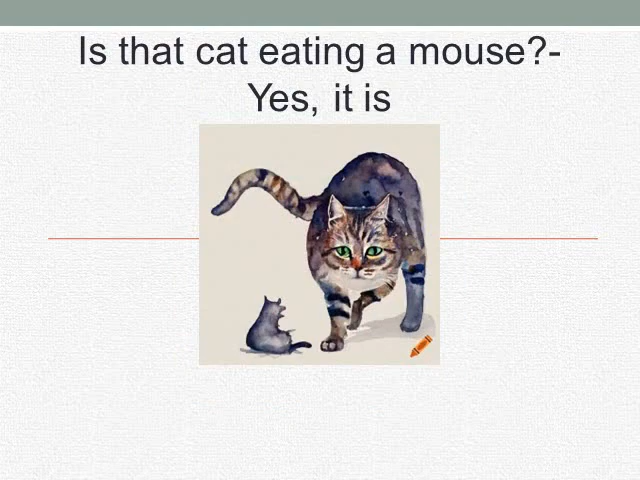 Is that cat eating a mouse?-
Yes, it is